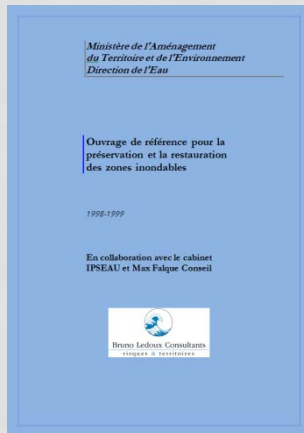 Ministère de l'Aménagement
du Territoire et de l'Environnement
Direction de l'Eau
Ouvrage de référence pour la
préservation et la restauration
des zones inondables
1998-1999
En collaboration avec le cabinet
IPSEAU et Max Falque Conseil
Bruno Ledoux Consultants
risques & territoires